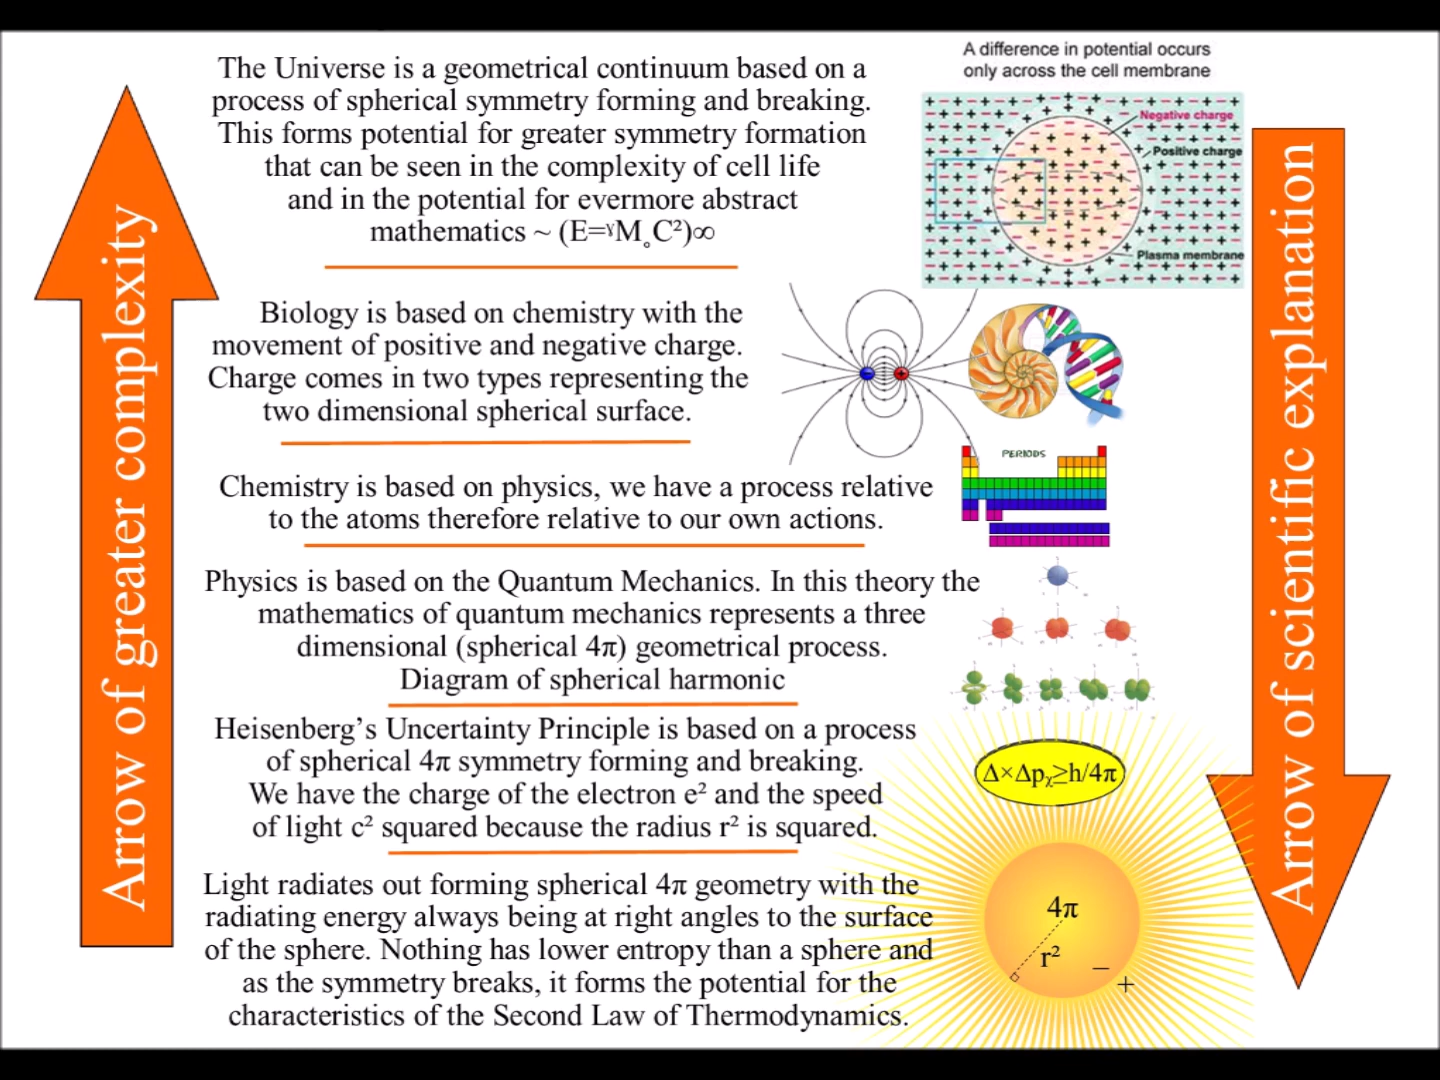 The Universe is a geometrical continuum based on a
process of spherical symmetry forming and breaking.
This forms potential for greater symmetry formation
that can be seen in the complexity of cell life
and in the potential for evermore abstract
mathematics ~ (E=ᵞM˳C²)∞
A difference in potential occurs
only across the cell membrane
Negative charge
Positive charge
Plasma membrane
Arrow of greater complexity
Arrow of scientific explanation
Biology is based on chemistry with the
movement of positive and negative charge.
Charge comes in two types representing the
two dimensional spherical surface.
Chemistry is based on physics, we have a process relative
to the atoms therefore relative to our own actions.
PERIODS
Physics is based on the Quantum Mechanics. In this theory the
mathematics of quantum mechanics represents a three
dimensional (spherical 4π) geometrical process.
Diagram of spherical harmonic
Heisenberg’s Uncertainty Principle is based on a process
of spherical 4π symmetry forming and breaking.
We have the charge of the electron e² and the speed
of light c² squared because the radius r² is squared.
Δ×Δpᵪ≥h/4π
Light radiates out forming spherical 4π geometry with the
radiating energy always being at right angles to the surface
of the sphere. Nothing has lower entropy than a sphere and
as the symmetry breaks, it forms the potential for the
characteristics of the Second Law of Thermodynamics.
4π
r²
−
+